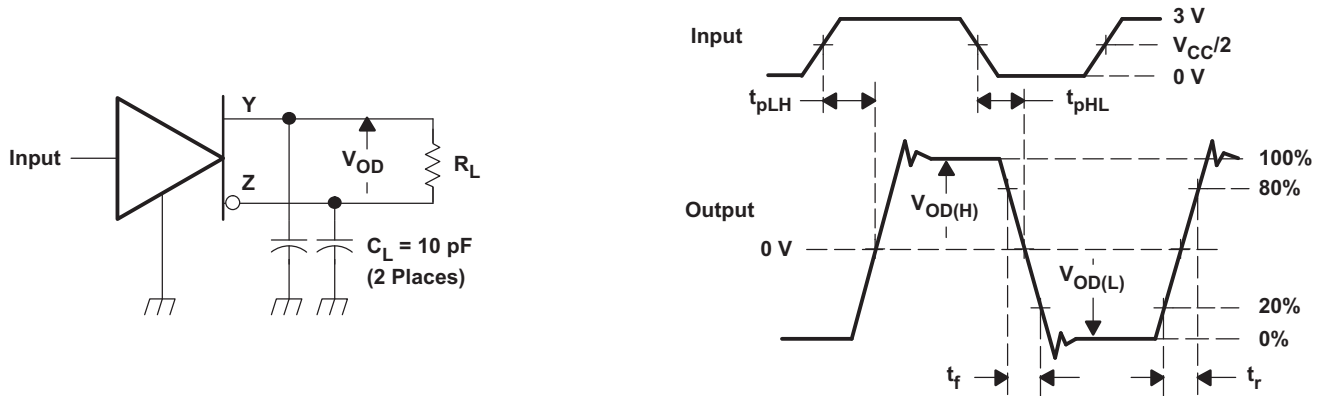 Input
Y
Z
V_OD
R_L
C_L = 10 pF
(2 Places)
Input
3 V
V_CC/2
0 V
t_pLH
t_pHL
Output
0 V
V_OD(H)
V_OD(L)
100%
80%
20%
0%
t_f
t_r